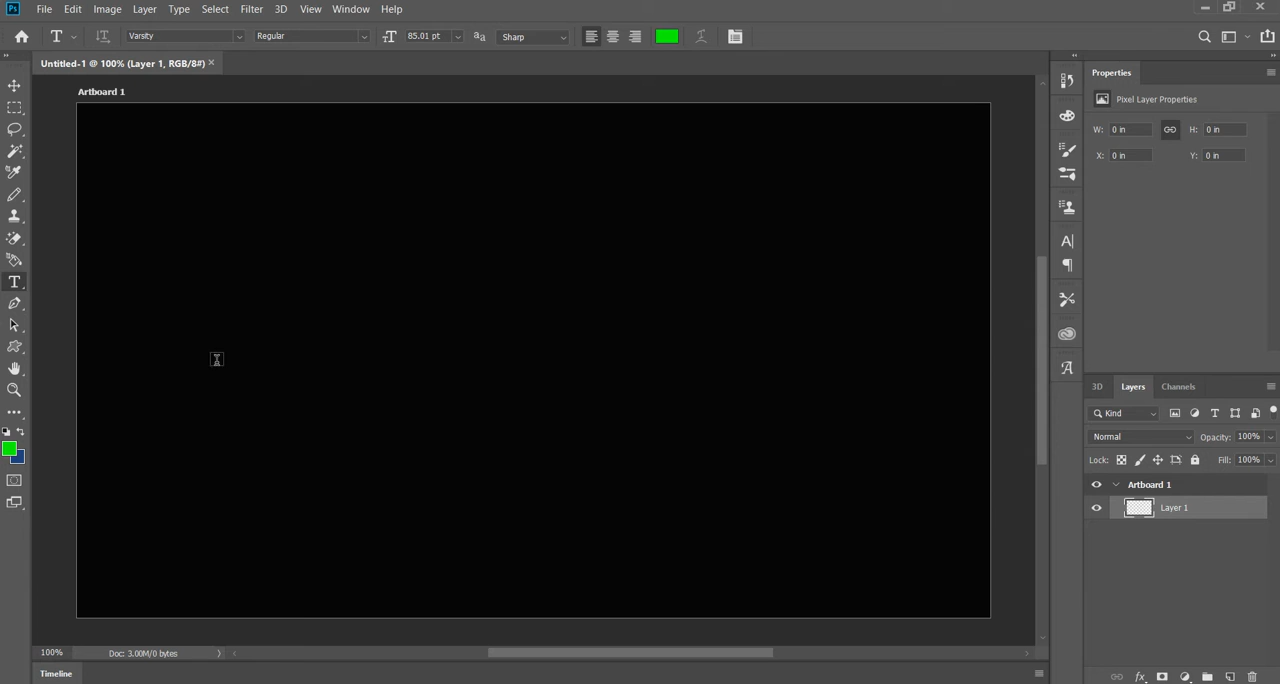 Ps File Edit Image Layer Type Select Filter 3D View Window Help
T Varsity Regular 85.01 pt aa Sharp
Untitled-1 @ 100% (Layer 1, RGB/8#)
Artboard 1
100% Doc: 3.00M/0 bytes
Timeline
Properties
Pixel Layer Properties
W: 0 in H: 0 in
X: 0 in Y: 0 in
3D Layers Channels
Kind
Normal Opacity: 100%
Lock: Fill: 100%
Artboard 1
Layer 1
fx